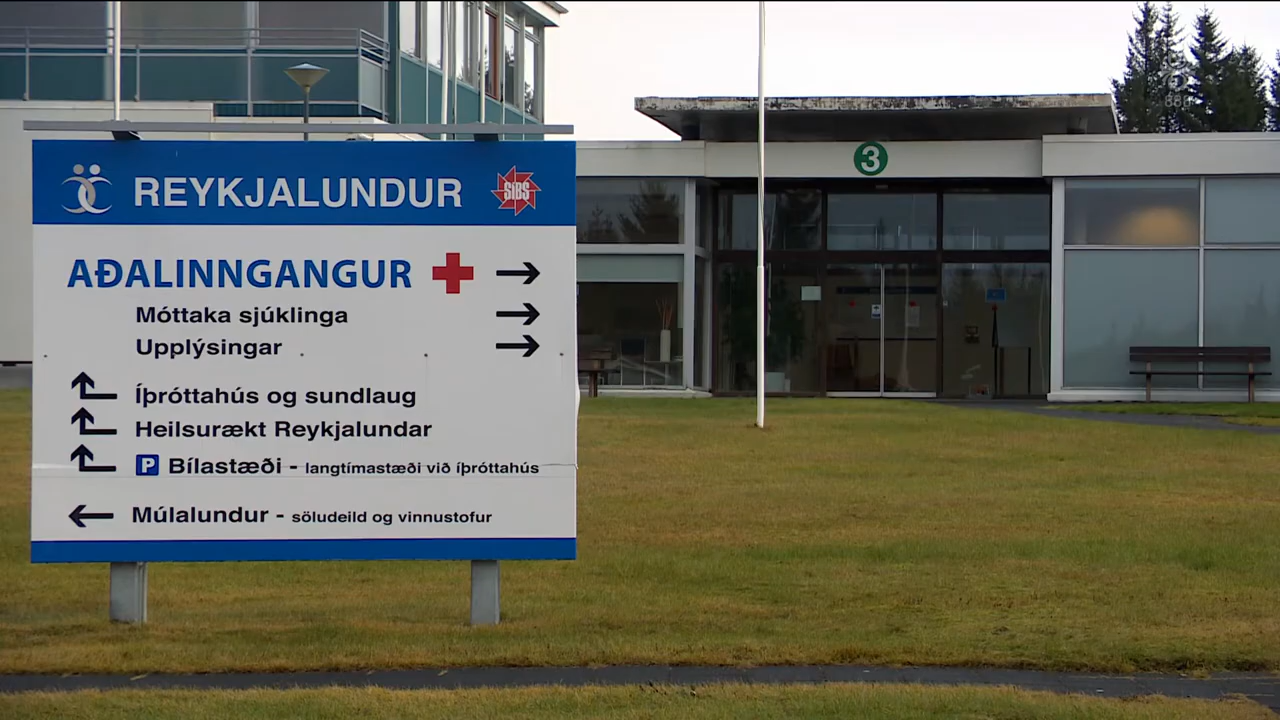 REYKJALUNDUR
SÍBS
AÐALINNGANGUR
Móttaka sjúklinga
Upplýsingar
Íþróttahús og sundlaug
Heilsurækt Reykjalundar
P Bílastæði - langtímastæði við íþróttahús
Múlalundur - söludeild og vinnustofur
3